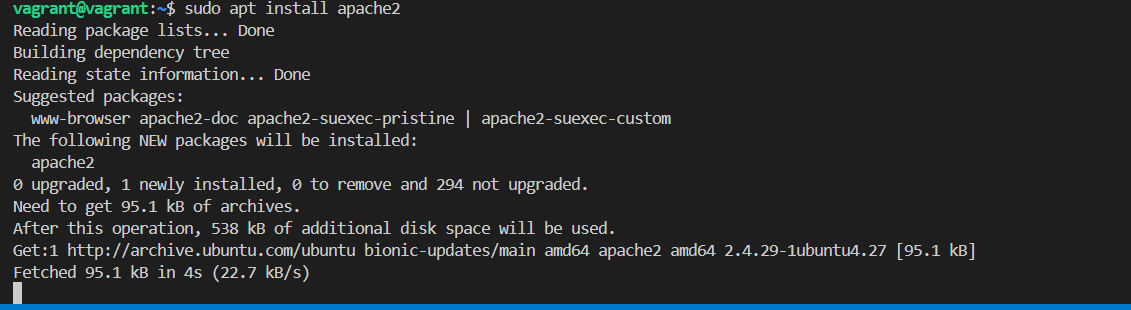 vagrant@vagrant:~$ sudo apt install apache2
Reading package lists... Done
Building dependency tree
Reading state information... Done
Suggested packages:
  www-browser apache2-doc apache2-suexec-pristine | apache2-suexec-custom
The following NEW packages will be installed:
  apache2
0 upgraded, 1 newly installed, 0 to remove and 294 not upgraded.
Need to get 95.1 kB of archives.
After this operation, 538 kB of additional disk space will be used.
Get:1 http://archive.ubuntu.com/ubuntu bionic-updates/main amd64 apache2 amd64 2.4.29-1ubuntu4.27 [95.1 kB]
Fetched 95.1 kB in 4s (22.7 kB/s)